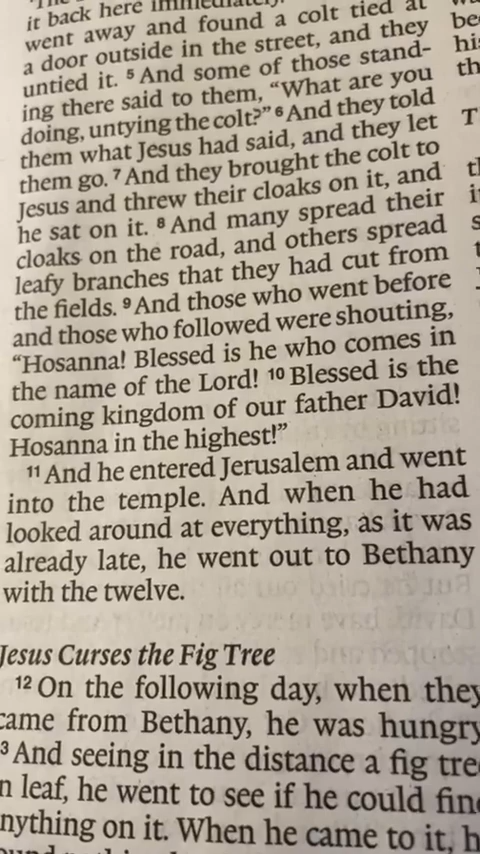 it back here immediately.'"
went away and found a colt tied at
a door outside in the street, and they
untied it. ⁵ And some of those stand-
ing there said to them, “What are you
doing, untying the colt?” ⁶ And they told
them what Jesus had said, and they let
them go. ⁷ And they brought the colt to
Jesus and threw their cloaks on it, and
he sat on it. ⁸ And many spread their
cloaks on the road, and others spread
leafy branches that they had cut from
the fields. ⁹ And those who went before
and those who followed were shouting,
“Hosanna! Blessed is he who comes in
the name of the Lord! ¹⁰ Blessed is the
coming kingdom of our father David!
Hosanna in the highest!”
¹¹ And he entered Jerusalem and went
into the temple. And when he had
looked around at everything, as it was
already late, he went out to Bethany
with the twelve.
Jesus Curses the Fig Tree
¹² On the following day, when they
came from Bethany, he was hungry
³ And seeing in the distance a fig tree
n leaf, he went to see if he could find
nything on it. When he came to it, h